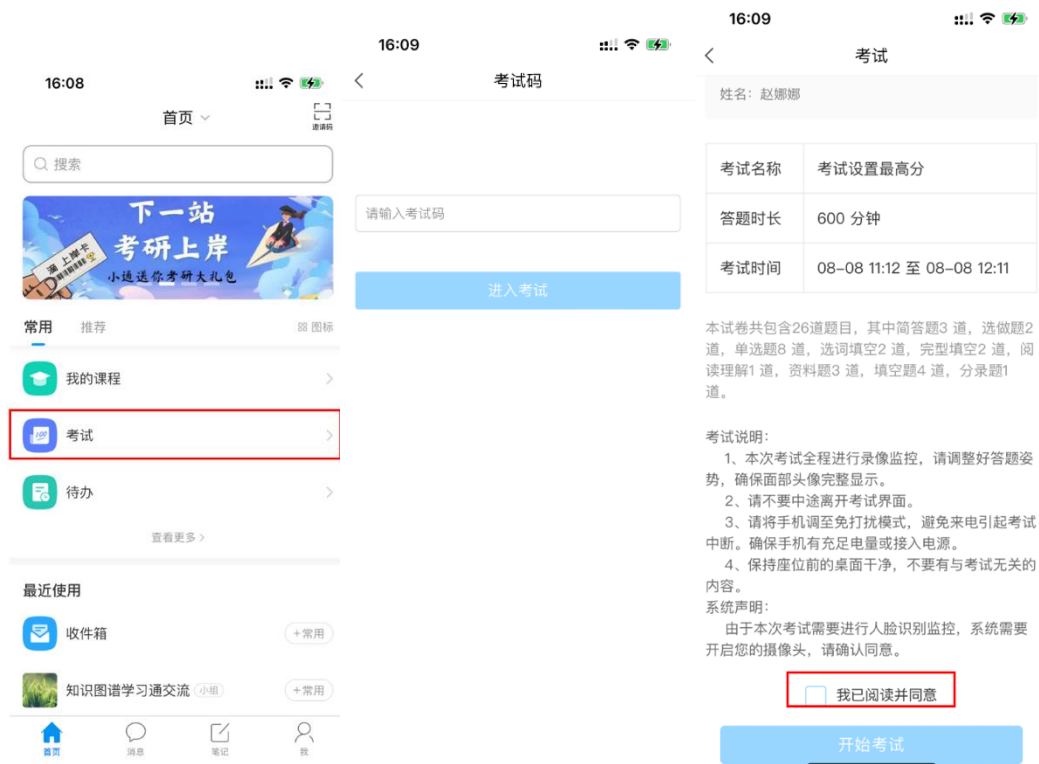 16:08
首页
邀请码
搜索
下一站
考研上岸
小通送你考研大礼包
常用
推荐
图标
我的课程
考试
待办
查看更多
最近使用
收件箱
+常用
知识图谱学习通交流
小组
+常用
首页
消息
笔记
我
16:09
考试码
请输入考试码
进入考试
16:09
考试
姓名：赵娜娜
考试名称 考试设置最高分
答题时长 600 分钟
考试时间 08-08 11:12 至 08-08 12:11
本试卷共包含26道题目，其中简答题3 道，选做题2
道，单选题8 道，选词填空2 道，完型填空2 道，阅
读理解1 道，资料题3 道，填空题4 道，分录题1
道。
考试说明：
1、本次考试全程进行录像监控，请调整好答题姿
势，确保面部头像完整显示。
2、请不要中途离开考试界面。
3、请将手机调至免打扰模式，避免来电引起考试
中断。确保手机有充足电量或接入电源。
4、保持座位前的桌面干净，不要有与考试无关的
内容。
系统声明：
由于本次考试需要进行人脸识别监控，系统需要
开启您的摄像头，请确认同意。
我已阅读并同意
开始考试